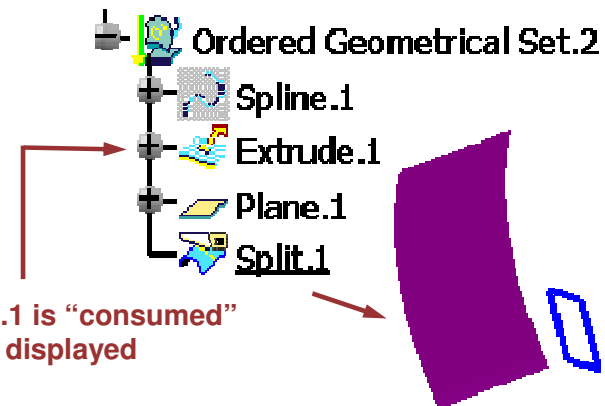 Ordered Geometrical Set.2
Spline.1
Extrude.1
Plane.1
Split.1
.1 is “consumed”
displayed